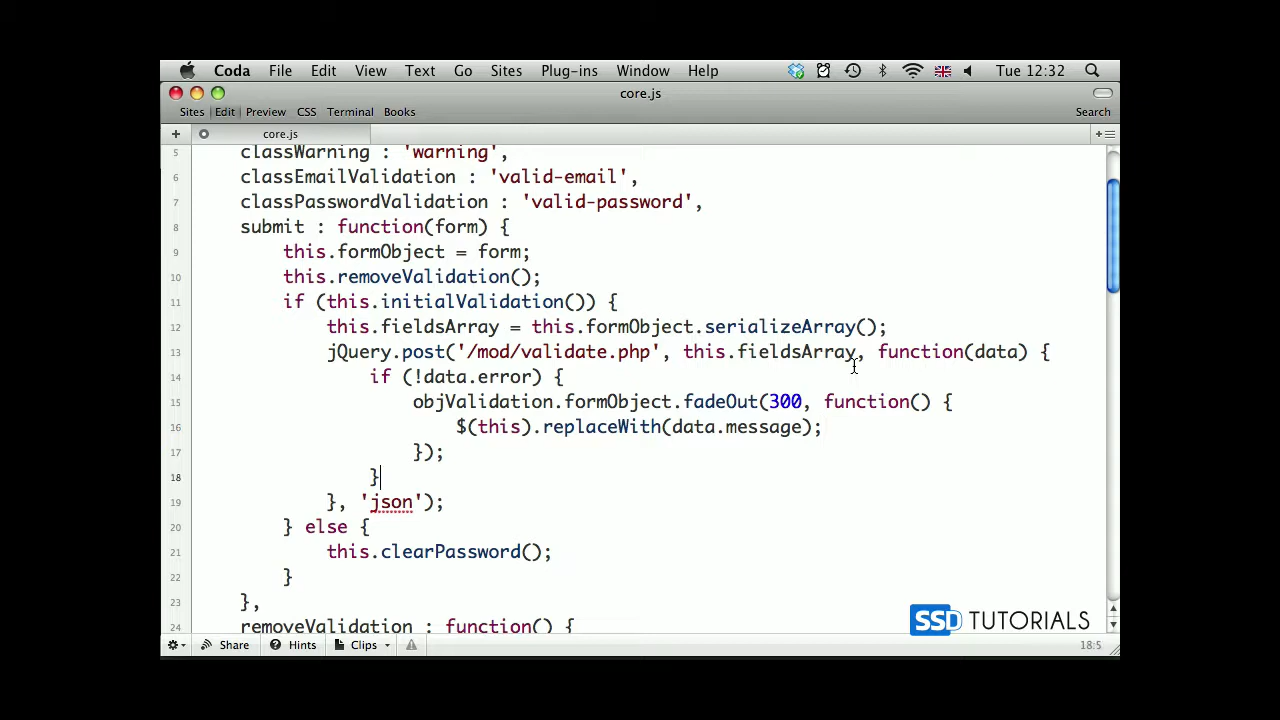 Coda File Edit View Text Go Sites Plug-ins Window Help Tue 12:32
core.js
Sites Edit Preview CSS Terminal Books Search
core.js
5 classWarning : 'warning',
6 classEmailValidation : 'valid-email',
7 classPasswordValidation : 'valid-password',
8 submit : function(form) {
9 this.formObject = form;
10 this.removeValidation();
11 if (this.initialValidation()) {
12 this.fieldsArray = this.formObject.serializeArray();
13 jQuery.post('/mod/validate.php', this.fieldsArray, function(data) {
14 if (!data.error) {
15 objValidation.formObject.fadeOut(300, function() {
16 $(this).replaceWith(data.message);
17 });
18 }
19 }, 'json');
20 } else {
21 this.clearPassword();
22 }
23 },
24 removeValidation : function() {
SSD TUTORIALS
Share Hints Clips 18:5